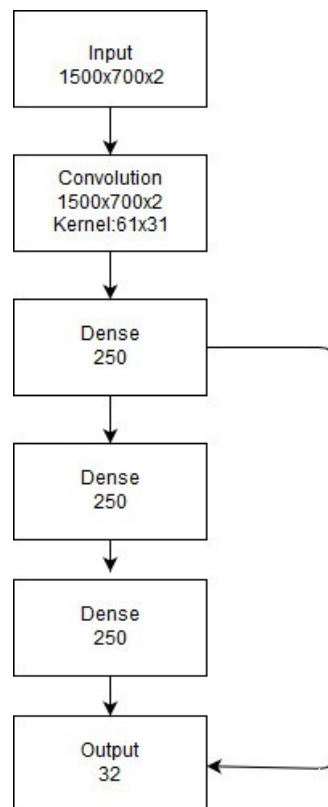 Input
1500x700x2
Convolution
1500x700x2
Kernel:61x31
Dense
250
Dense
250
Dense
250
Output
32